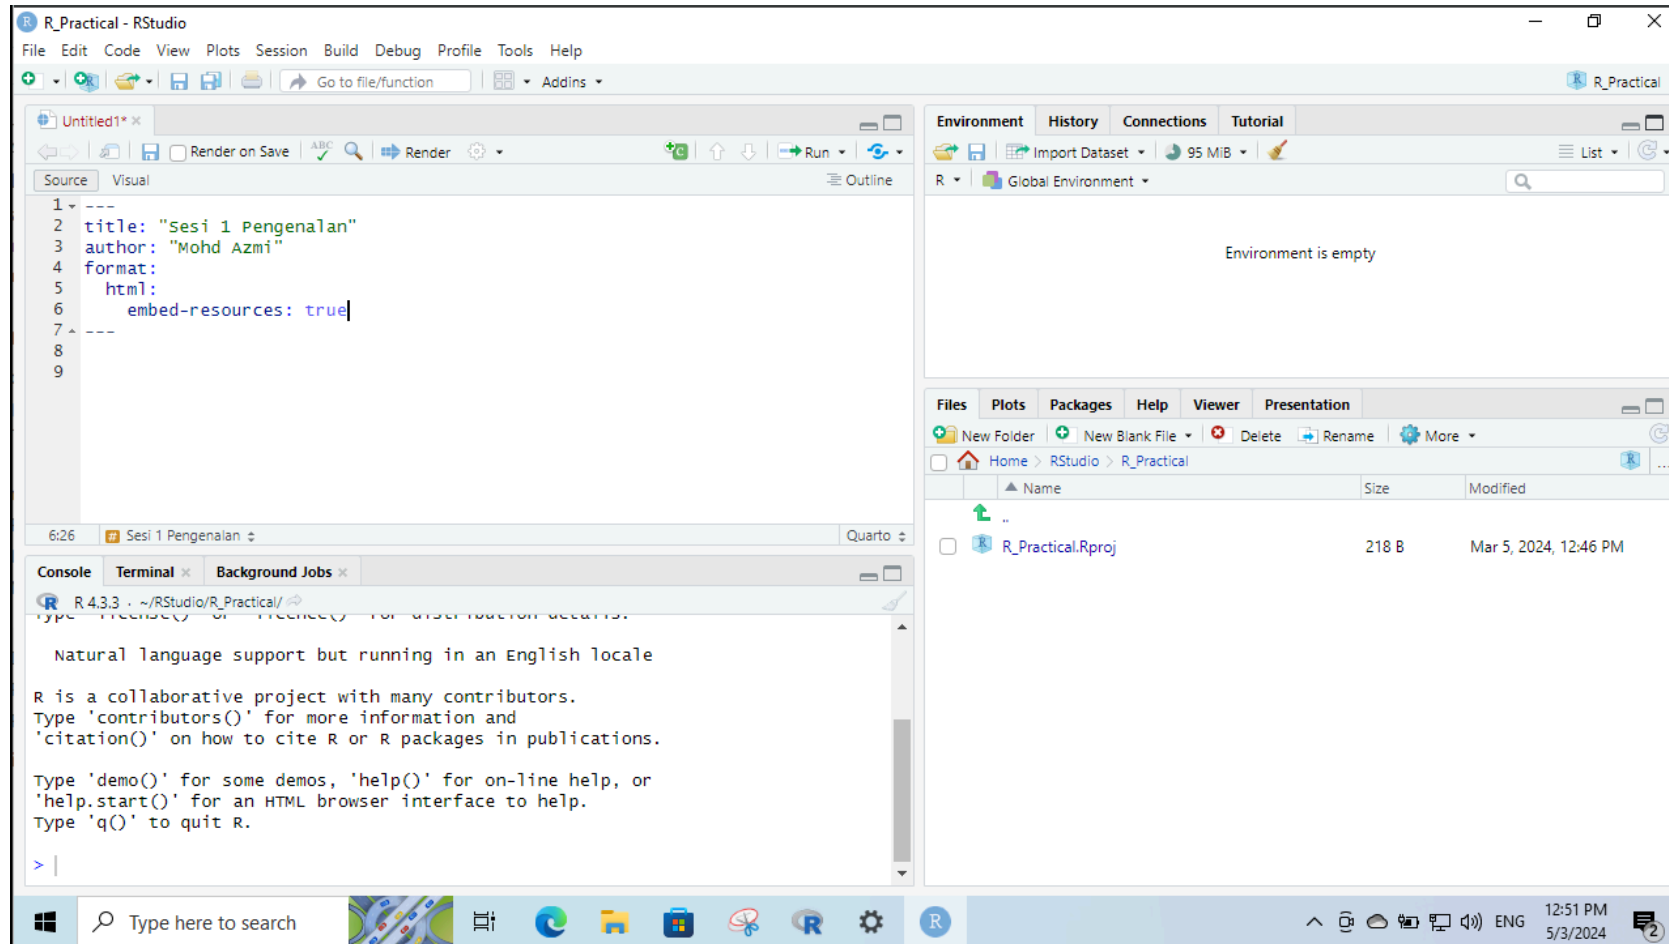 R_Practical - RStudio
File Edit Code View Plots Session Build Debug Profile Tools Help
Go to file/function Addins R_Practical
Untitled1*
Render on Save ABC Render Run
Source Visual Outline
1 ---
2 title: "Sesi 1 Pengenalan"
3 author: "Mohd Azmi"
4 format:
5 html:
6 embed-resources: true
7 ---
8
9
6:26 # Sesi 1 Pengenalan Quarto
Console Terminal Background Jobs
R 4.3.3 · ~/RStudio/R_Practical/
Type 'license()' or 'licence()' for distribution details.
Natural language support but running in an English locale
R is a collaborative project with many contributors.
Type 'contributors()' for more information and
'citation()' on how to cite R or R packages in publications.
Type 'demo()' for some demos, 'help()' for on-line help, or
'help.start()' for an HTML browser interface to help.
Type 'q()' to quit R.
>
Environment History Connections Tutorial
Import Dataset 95 MiB List
R Global Environment
Environment is empty
Files Plots Packages Help Viewer Presentation
New Folder New Blank File Delete Rename More
Home > RStudio > R_Practical ...
Name Size Modified
..
R_Practical.Rproj 218 B Mar 5, 2024, 12:46 PM
Type here to search ENG 12:51 PM
5/3/2024 2